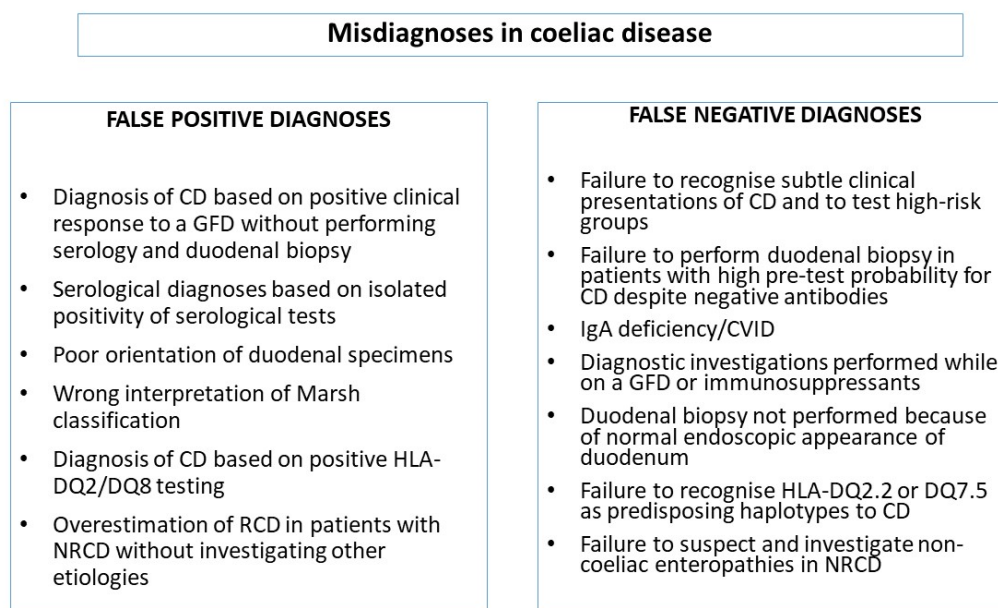 Misdiagnoses in coeliac disease
FALSE POSITIVE DIAGNOSES
• Diagnosis of CD based on positive clinical
response to a GFD without performing
serology and duodenal biopsy
• Serological diagnoses based on isolated
positivity of serological tests
• Poor orientation of duodenal specimens
• Wrong interpretation of Marsh
classification
• Diagnosis of CD based on positive HLA-
DQ2/DQ8 testing
• Overestimation of RCD in patients with
NRCD without investigating other
etiologies
FALSE NEGATIVE DIAGNOSES
• Failure to recognise subtle clinical
presentations of CD and to test high-risk
groups
• Failure to perform duodenal biopsy in
patients with high pre-test probability for
CD despite negative antibodies
• IgA deficiency/CVID
• Diagnostic investigations performed while
on a GFD or immunosuppressants
• Duodenal biopsy not performed because
of normal endoscopic appearance of
duodenum
• Failure to recognise HLA-DQ2.2 or DQ7.5
as predisposing haplotypes to CD
• Failure to suspect and investigate non-
coeliac enteropathies in NRCD